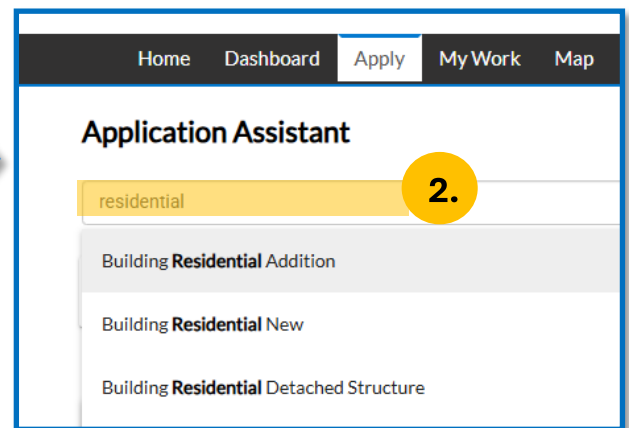 Home Dashboard Apply My Work Map
Application Assistant
residential
2.
Building Residential Addition
Building Residential New
Building Residential Detached Structure